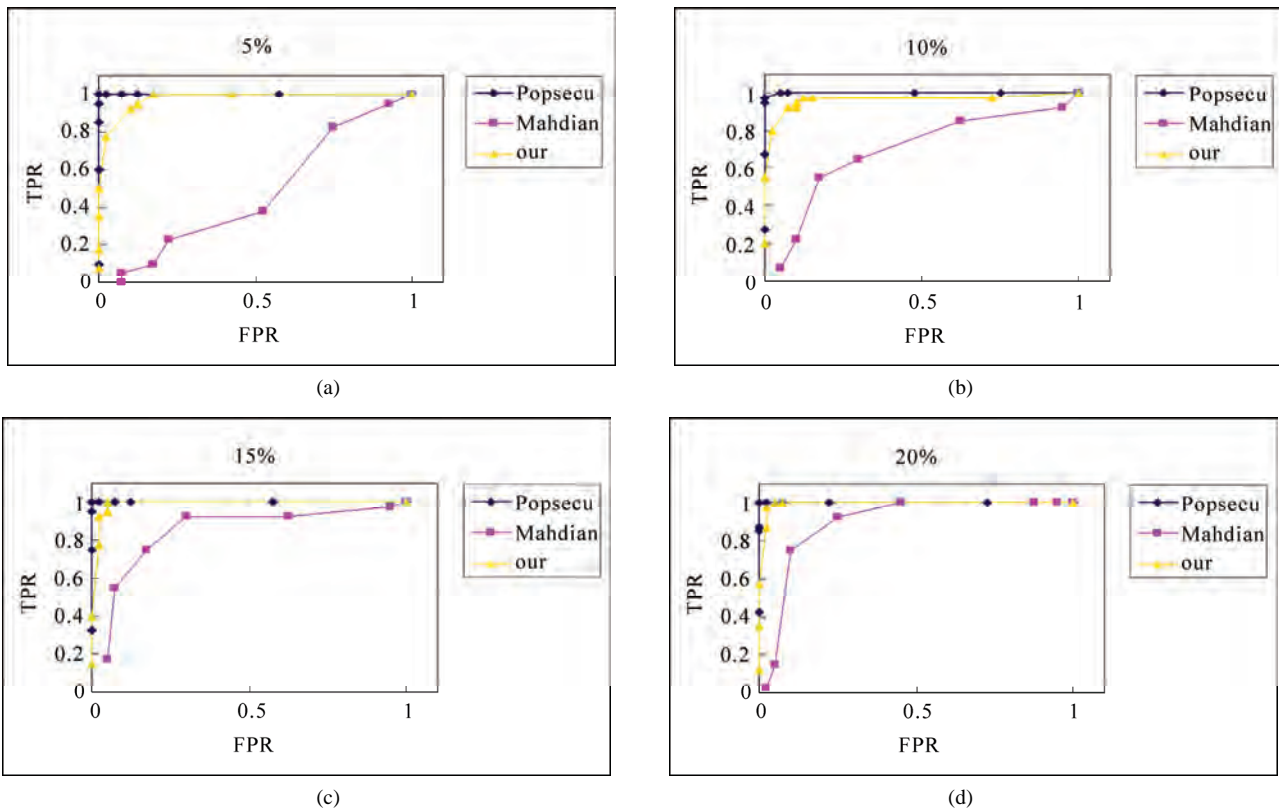 5%
1
0.8
0.6
0.4
0.2
0
TPR
0
0.5
1
FPR
Popsecu
Mahdian
our
(a)
10%
1
0.8
0.6
0.4
0.2
0
TPR
0
0.5
1
FPR
Popsecu
Mahdian
our
(b)
15%
1
0.8
0.6
0.4
0.2
0
TPR
0
0.5
1
FPR
Popsecu
Mahdian
our
(c)
20%
1
0.8
0.6
0.4
0.2
0
TPR
0
0.5
1
FPR
Popsecu
Mahdian
our
(d)